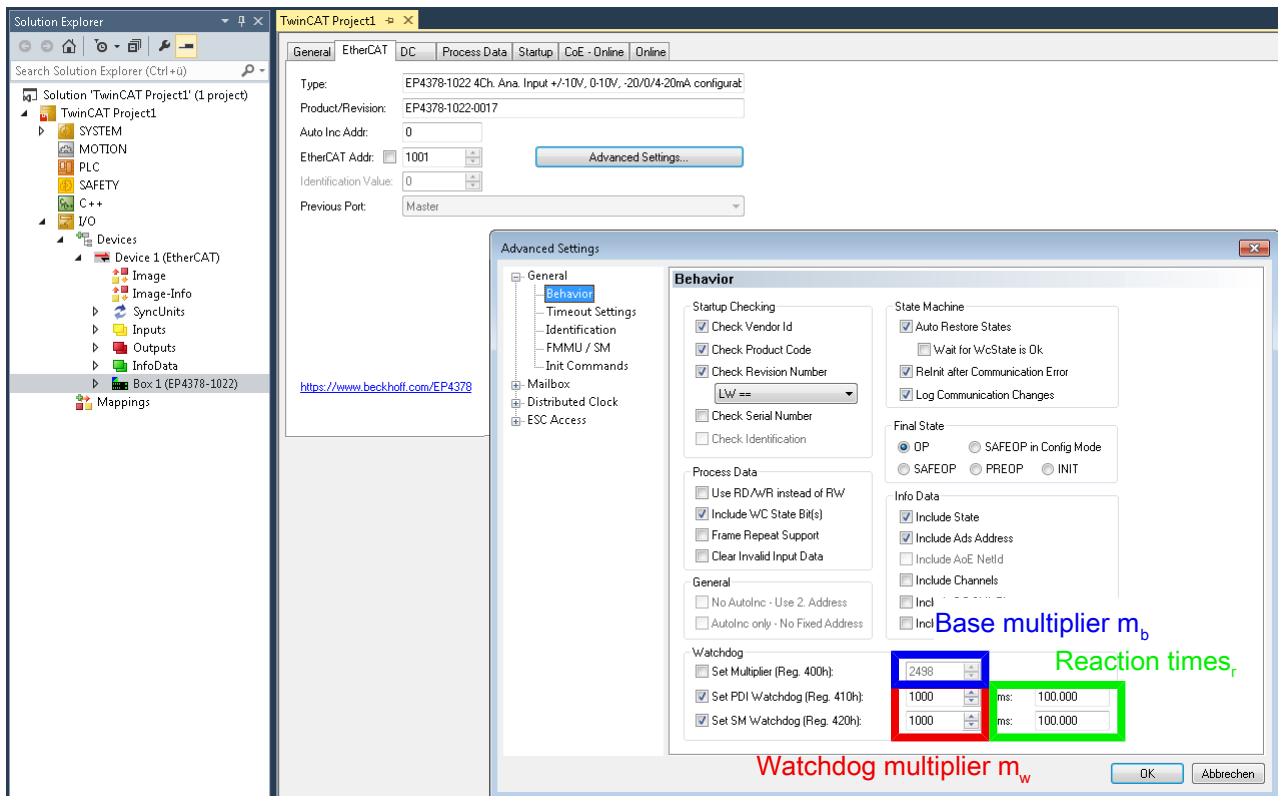 Solution Explorer
TwinCAT Project1
Search Solution Explorer (Ctrl+ü)
Solution 'TwinCAT Project1' (1 project)
TwinCAT Project1
SYSTEM
MOTION
PLC
SAFETY
C++
I/O
Devices
Device 1 (EtherCAT)
Image
Image-Info
SyncUnits
Inputs
Outputs
InfoData
Box 1 (EP4378-1022)
Mappings
General EtherCAT DC Process Data Startup CoE - Online Online
Type: EP4378-1022 4Ch. Ana. Input +/-10V, 0-10V, -20/0/4-20mA configurab
Product/Revision: EP4378-1022-0017
Auto Inc Addr: 0
EtherCAT Addr: 1001 Advanced Settings...
Identification Value: 0
Previous Port: Master
https://www.beckhoff.com/EP4378
Advanced Settings
General
Behavior
Timeout Settings
Identification
FMMU / SM
Init Commands
Mailbox
Distributed Clock
ESC Access
Behavior
Startup Checking
Check Vendor Id
Check Product Code
Check Revision Number
LW ==
Check Serial Number
Check Identification
Process Data
Use RD/WR instead of RW
Include WC State Bit(s)
Frame Repeat Support
Clear Invalid Input Data
General
No AutoInc - Use 2. Address
AutoInc only - No Fixed Address
State Machine
Auto Restore States
Wait for WcState is Ok
ReInit after Communication Error
Log Communication Changes
Final State
OP SAFEOP in Config Mode
SAFEOP PREOP INIT
Info Data
Include State
Include Ads Address
Include AoE NetId
Include Channels
Base multiplier m_b
Reaction times_r
Watchdog
Set Multiplier (Reg. 400h): 2498
Set PDI Watchdog (Reg. 410h): 1000 ms: 100.000
Set SM Watchdog (Reg. 420h): 1000 ms: 100.000
Watchdog multiplier m_w
OK Abbrechen